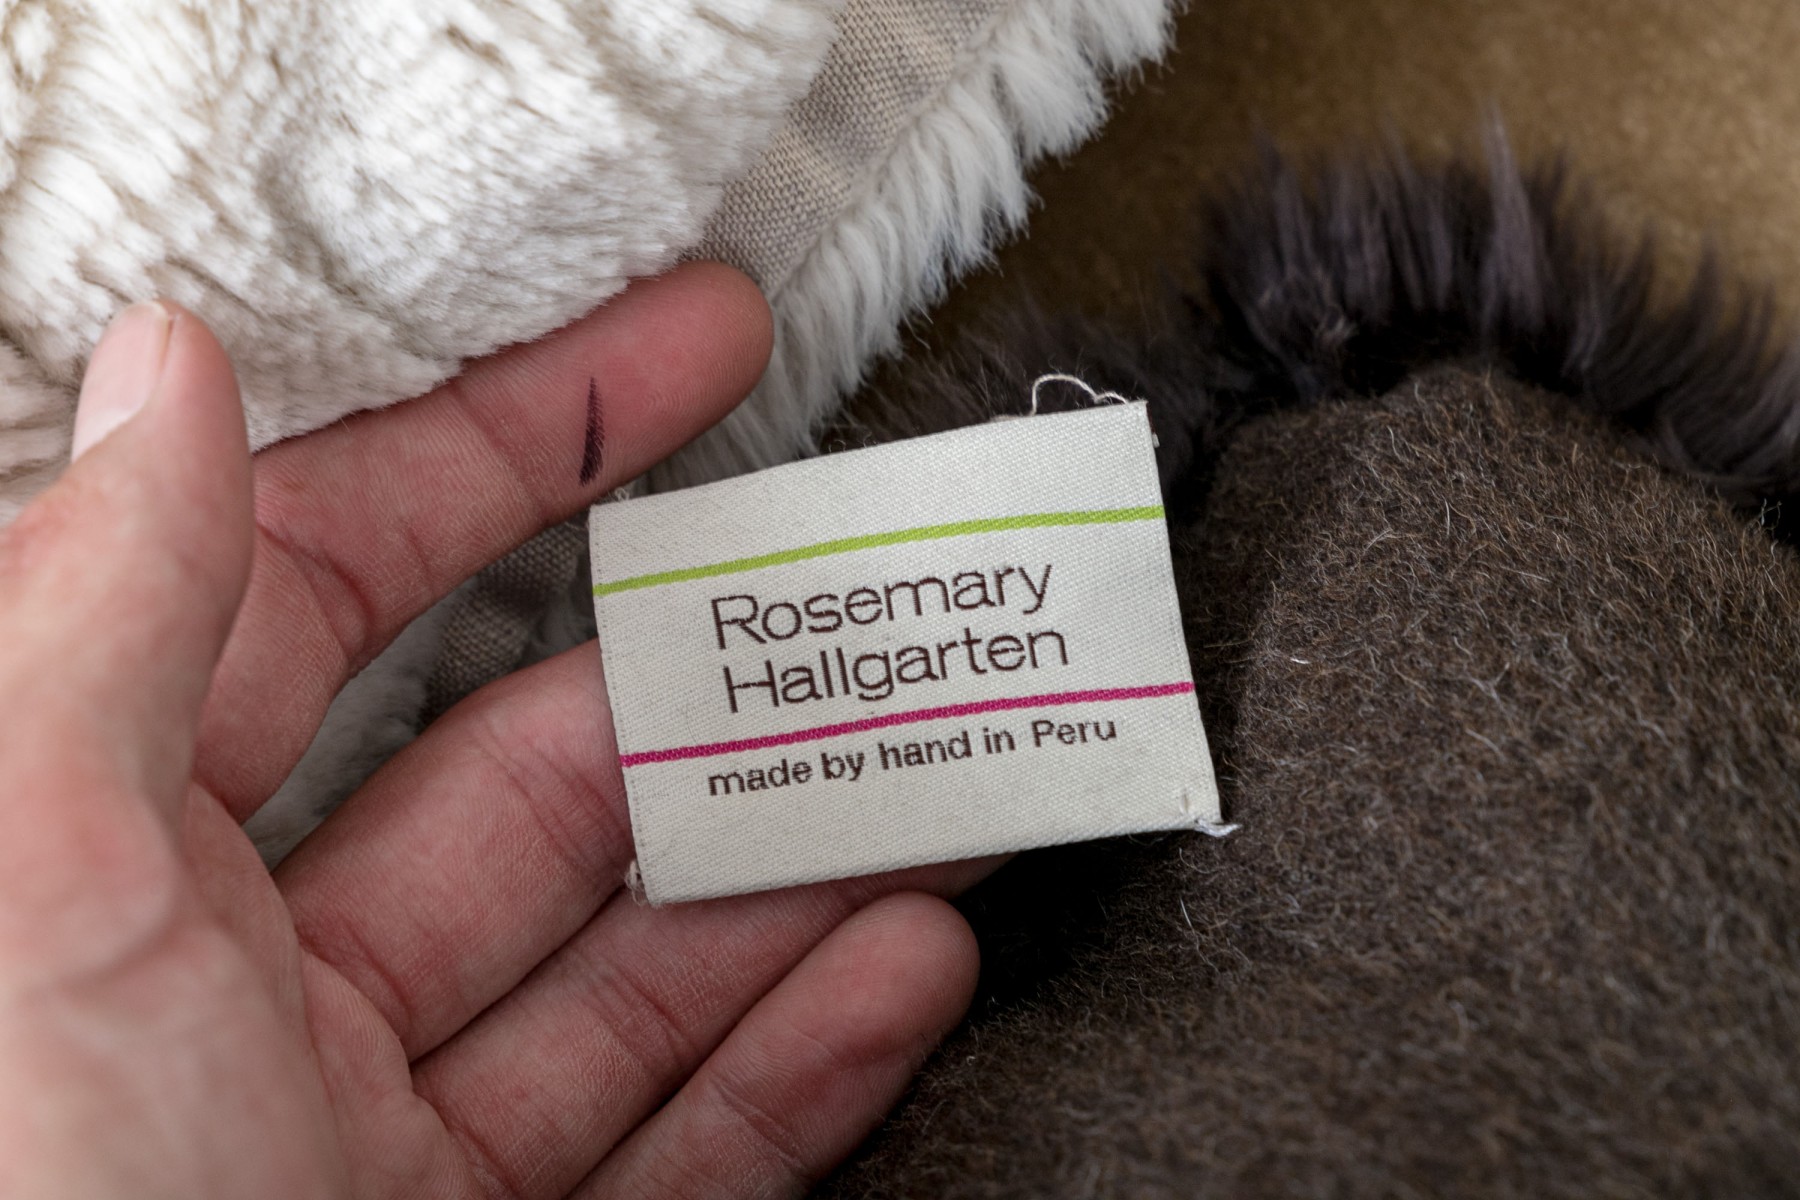 Rosemary
Hallgarten
made by hand in Peru